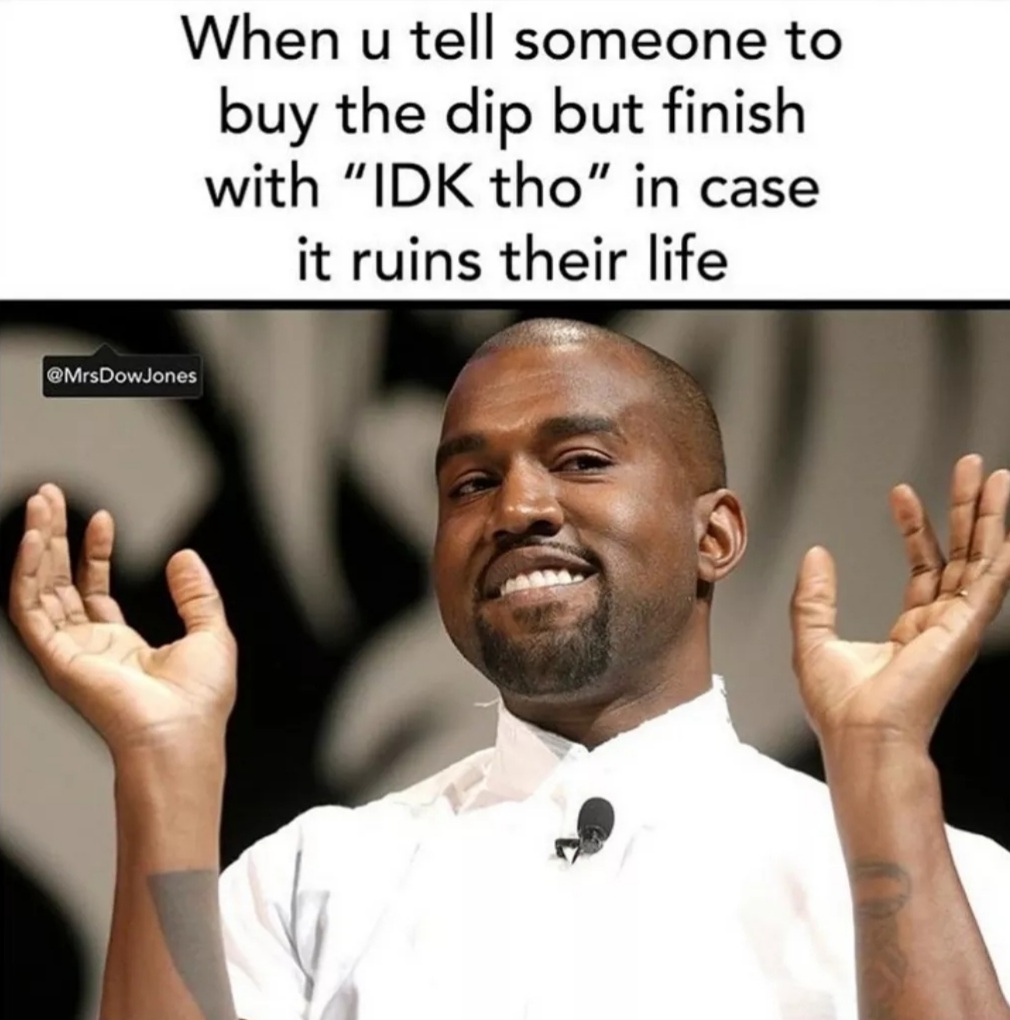 When u tell someone to
buy the dip but finish
with “IDK tho” in case
it ruins their life
@MrsDowJones